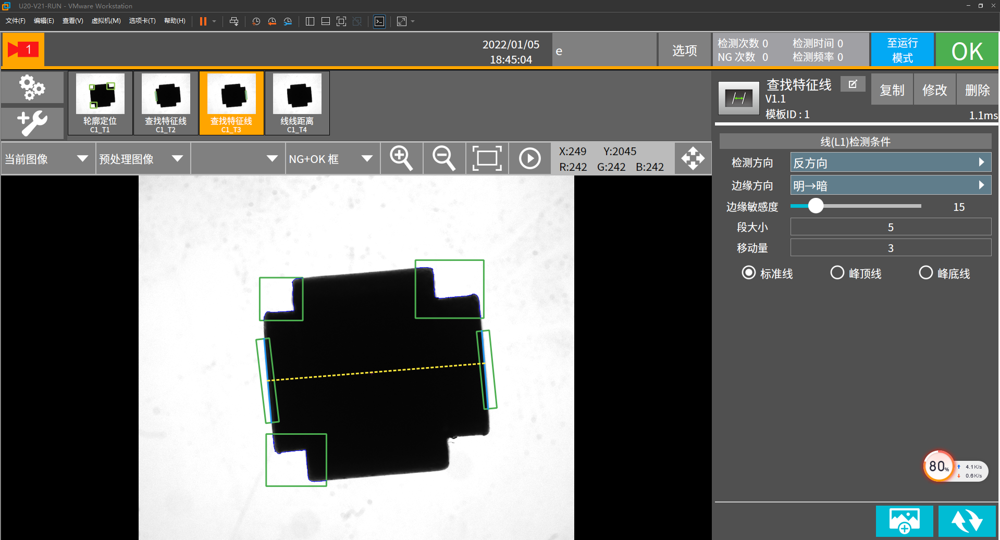 U20-V21-RUN - VMware Workstation
文件(F) 编辑(E) 查看(V) 虚拟机(M) 选项卡(T) 帮助(H)
1
2022/01/05
18:45:04
e
选项
检测次数 0 检测时间 0
NG 次数 0 检测频率 0
至运行
模式
OK
轮廓定位
C1_T1
查找特征线
C1_T2
查找特征线
C1_T3
线线距离
C1_T4
查找特征线
V1.1
模板ID : 1
复制 修改 删除
1.1ms
当前图像 预处理图像 NG+OK 框
X:249 Y:2045
R:242 G:242 B:242
线(L1)检测条件
检测方向 反方向
边缘方向 明→暗
边缘敏感度 15
段大小 5
移动量 3
标准线 峰顶线 峰底线
80%
4.1K/s
0.6K/s